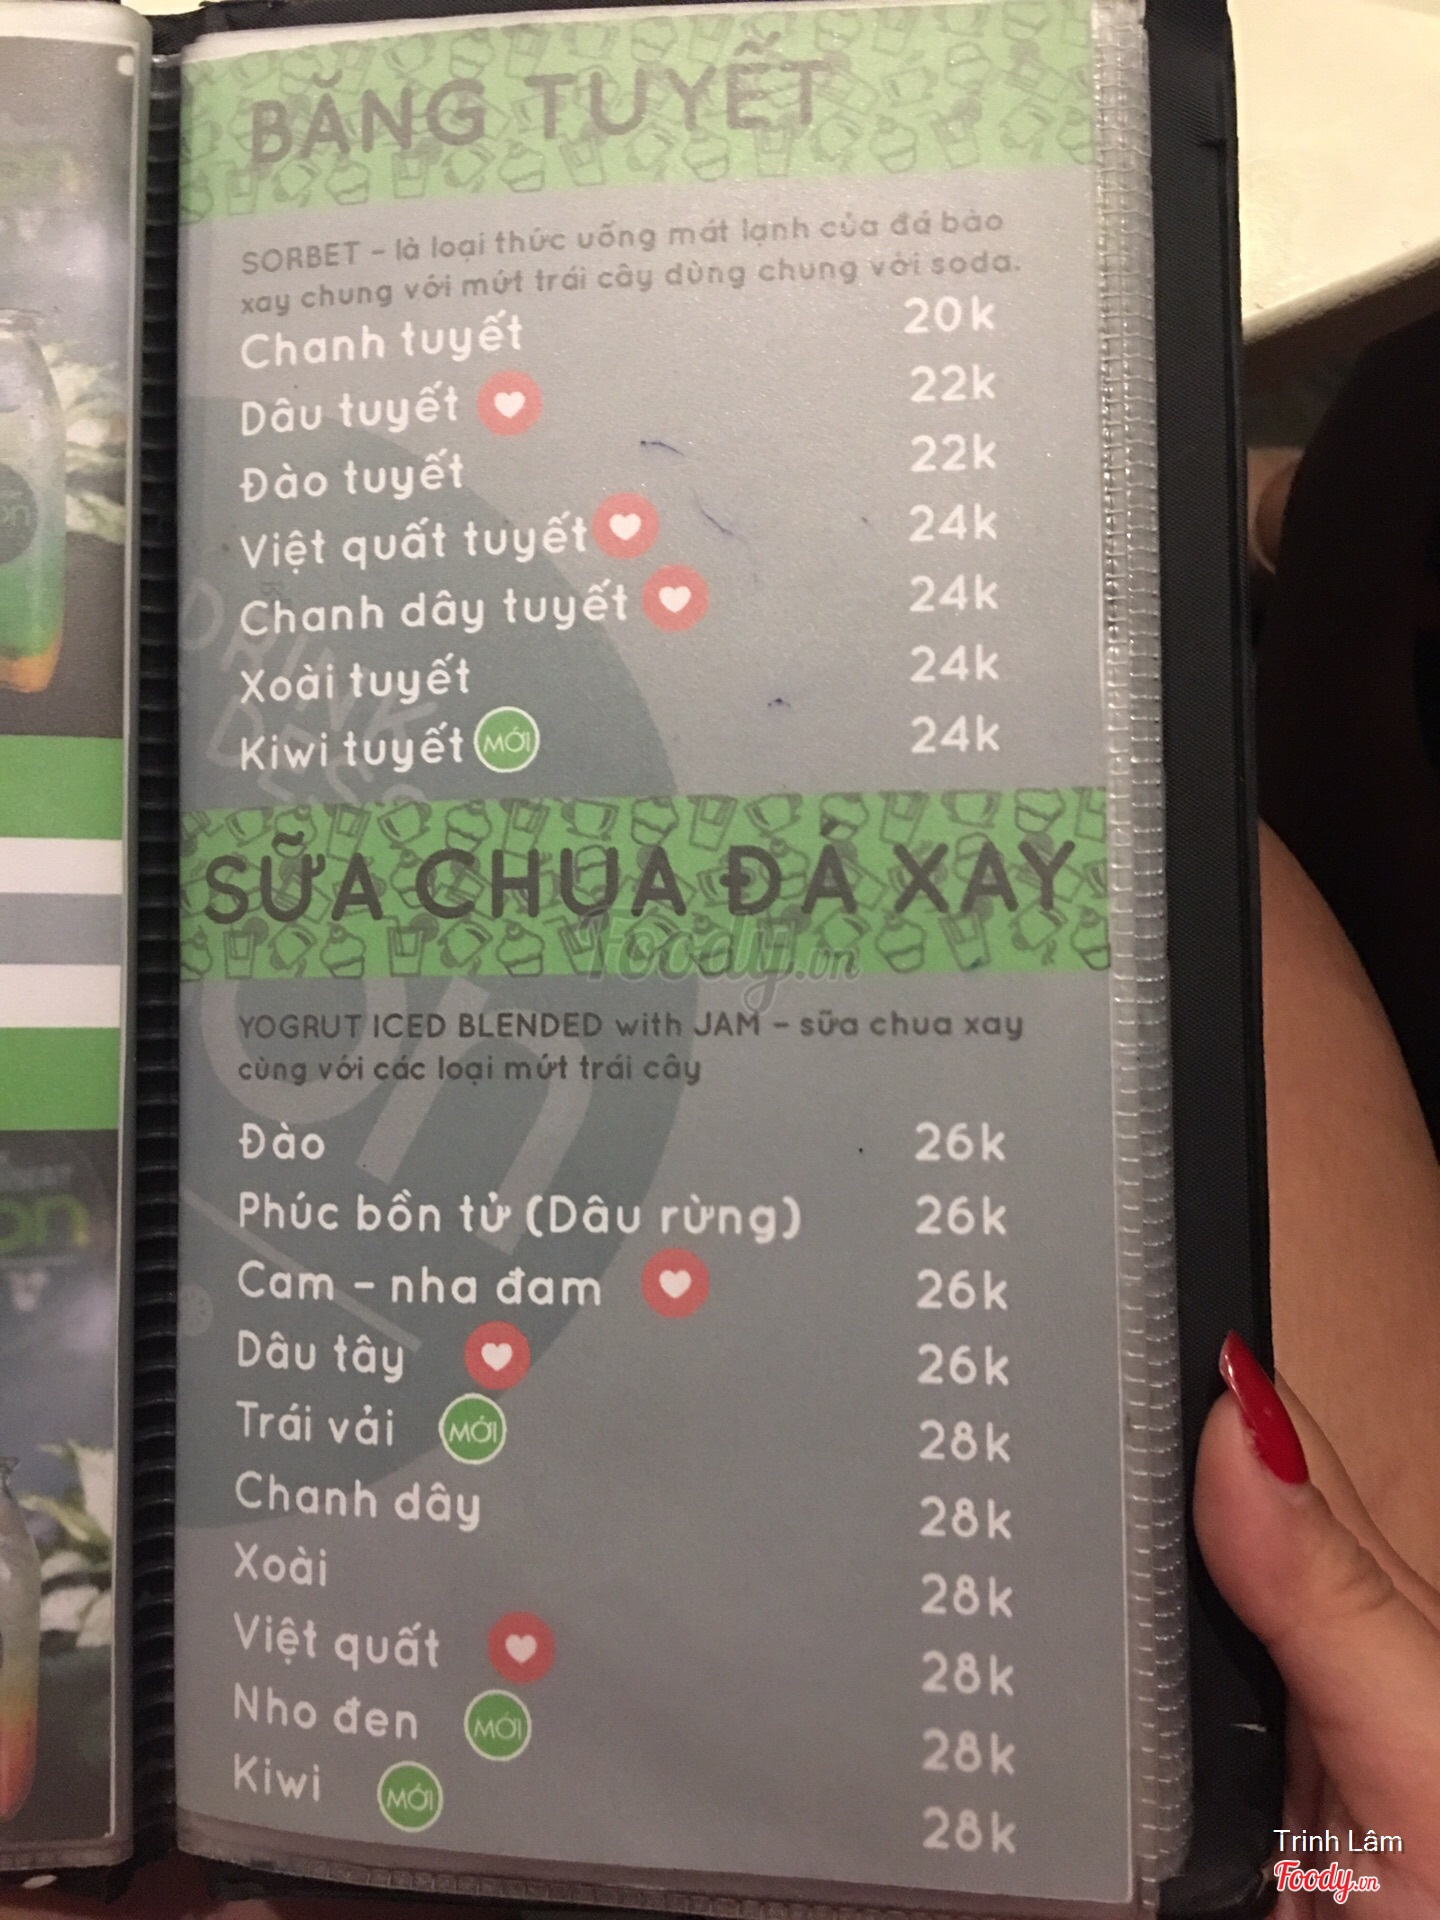 BĂNG TUYẾT
SORBET – là loại thức uống mát lạnh của đá bào
xay chung với mứt trái cây dùng chung với soda.
Chanh tuyết 20k
Dâu tuyết 22k
Đào tuyết 22k
Việt quất tuyết 24k
Chanh dây tuyết 24k
Xoài tuyết 24k
Kiwi tuyết MỚI 24k
SỮA CHUA ĐÁ XAY
Foody.vn
YOGRUT ICED BLENDED with JAM – sữa chua xay
cùng với các loại mứt trái cây
Đào 26k
Phúc bồn tử (Dâu rừng) 26k
Cam – nha đam 26k
Dâu tây 26k
Trái vải MỚI 28k
Chanh dây 28k
Xoài 28k
Việt quất 28k
Nho đen MỚI 28k
Kiwi MỚI 28k
Trinh Lâm
Foody.vn